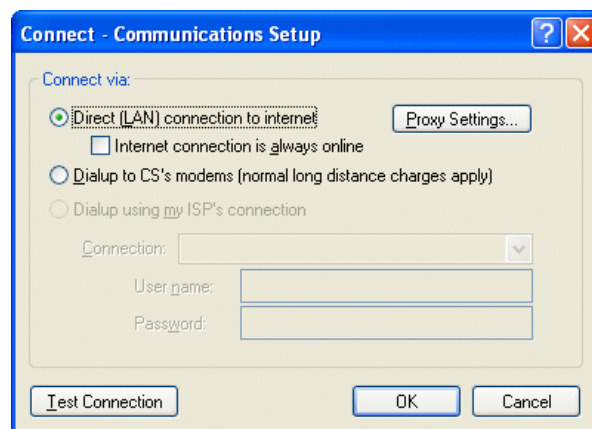 Connect - Communications Setup
Connect via:
Direct (LAN) connection to internet
Proxy Settings...
Internet connection is always online
Dialup to CS's modems (normal long distance charges apply)
Dialup using my ISP's connection
Connection:
User name:
Password:
Test Connection
OK
Cancel